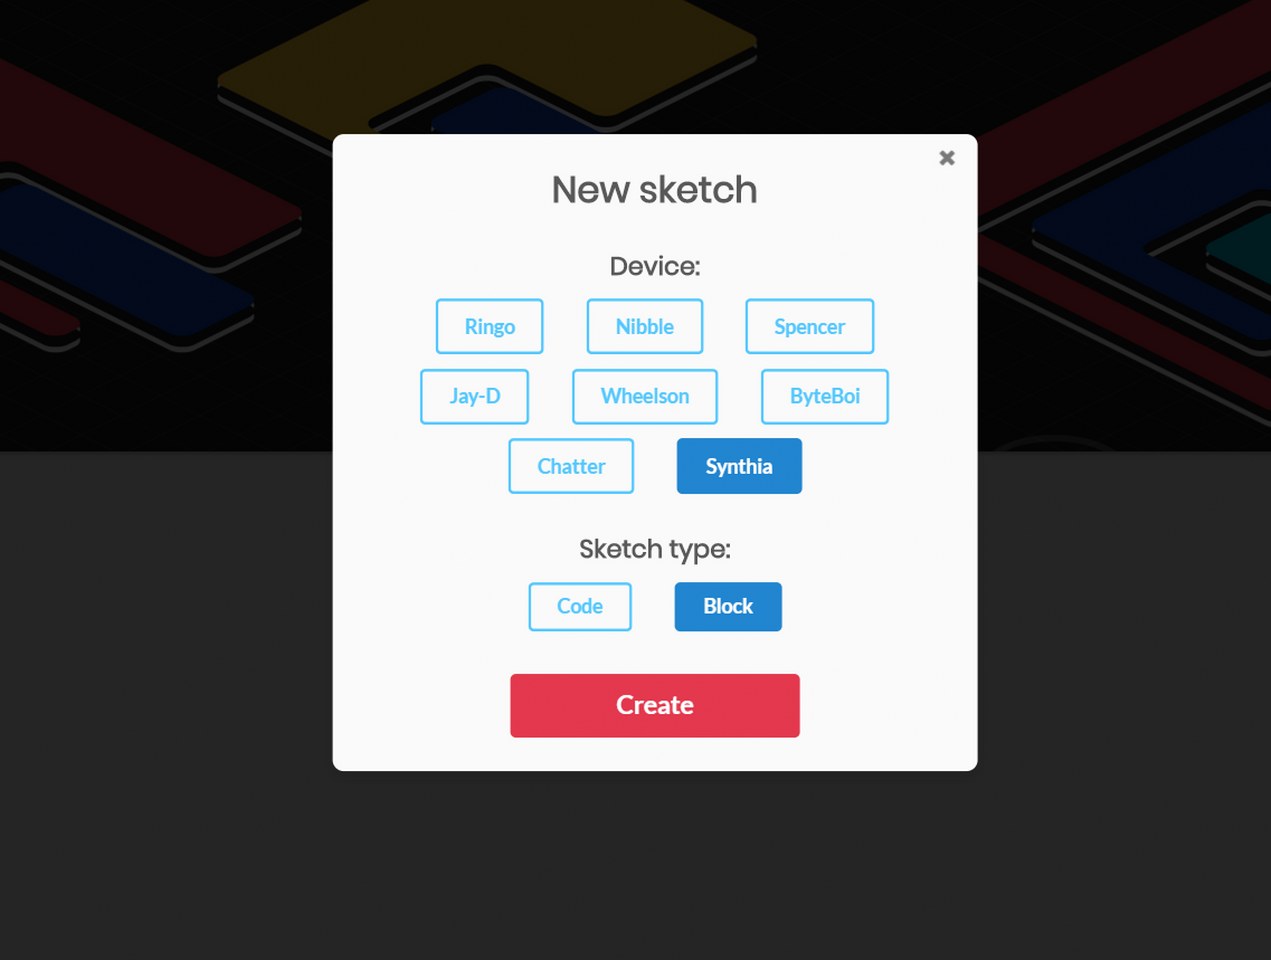 New sketch
Device:
Ringo Nibble Spencer
Jay-D Wheelson ByteBoi
Chatter Synthia
Sketch type:
Code Block
Create